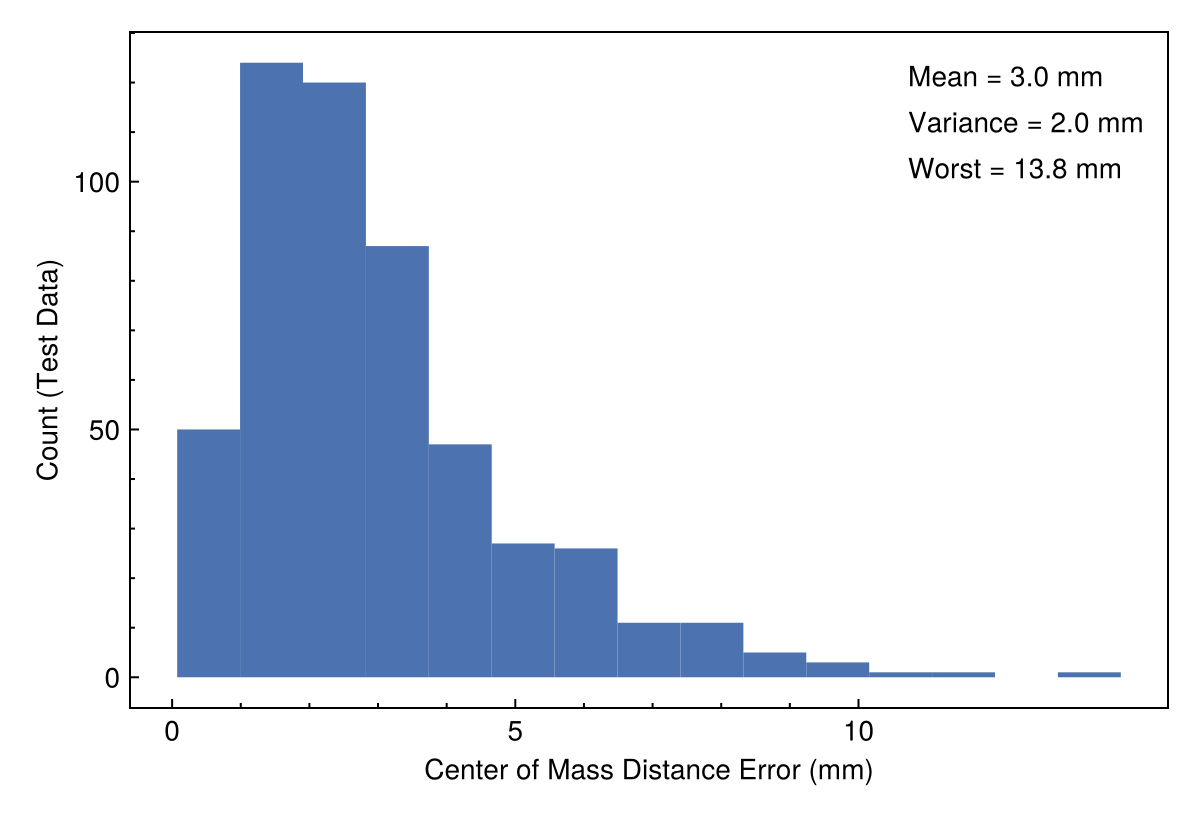 Mean = 3.0 mm
Variance = 2.0 mm
Worst = 13.8 mm
100
50
0
Count (Test Data)
0
5
10
Center of Mass Distance Error (mm)